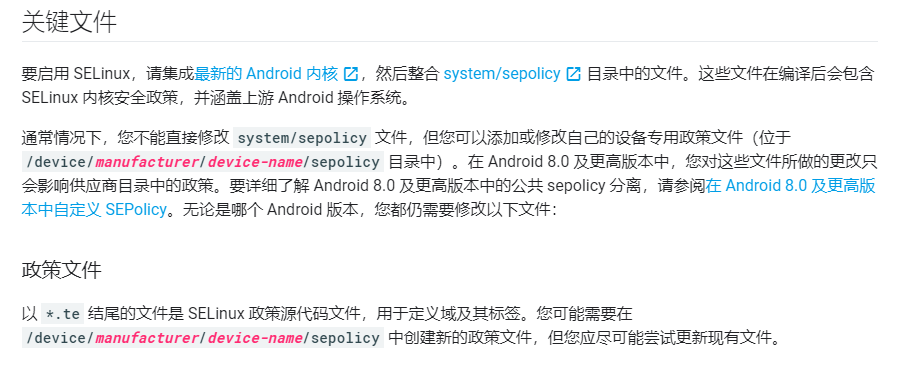 关键文件
要启用 SELinux，请集成最新的 Android 内核，然后整合 system/sepolicy 目录中的文件。这些文件在编译后会包含
SELinux 内核安全政策，并涵盖上游 Android 操作系统。
通常情况下，您不能直接修改 system/sepolicy 文件，但您可以添加或修改自己的设备专用政策文件（位于
/device/manufacturer/device-name/sepolicy 目录中）。在 Android 8.0 及更高版本中，您对这些文件所做的更改只
会影响供应商目录中的政策。要详细了解 Android 8.0 及更高版本中的公共 sepolicy 分离，请参阅在 Android 8.0 及更高版
本中自定义 SEPolicy。无论是哪个 Android 版本，您都仍需要修改以下文件：
政策文件
以 *.te 结尾的文件是 SELinux 政策源代码文件，用于定义域及其标签。您可能需要在
/device/manufacturer/device-name/sepolicy 中创建新的政策文件，但您应尽可能尝试更新现有文件。